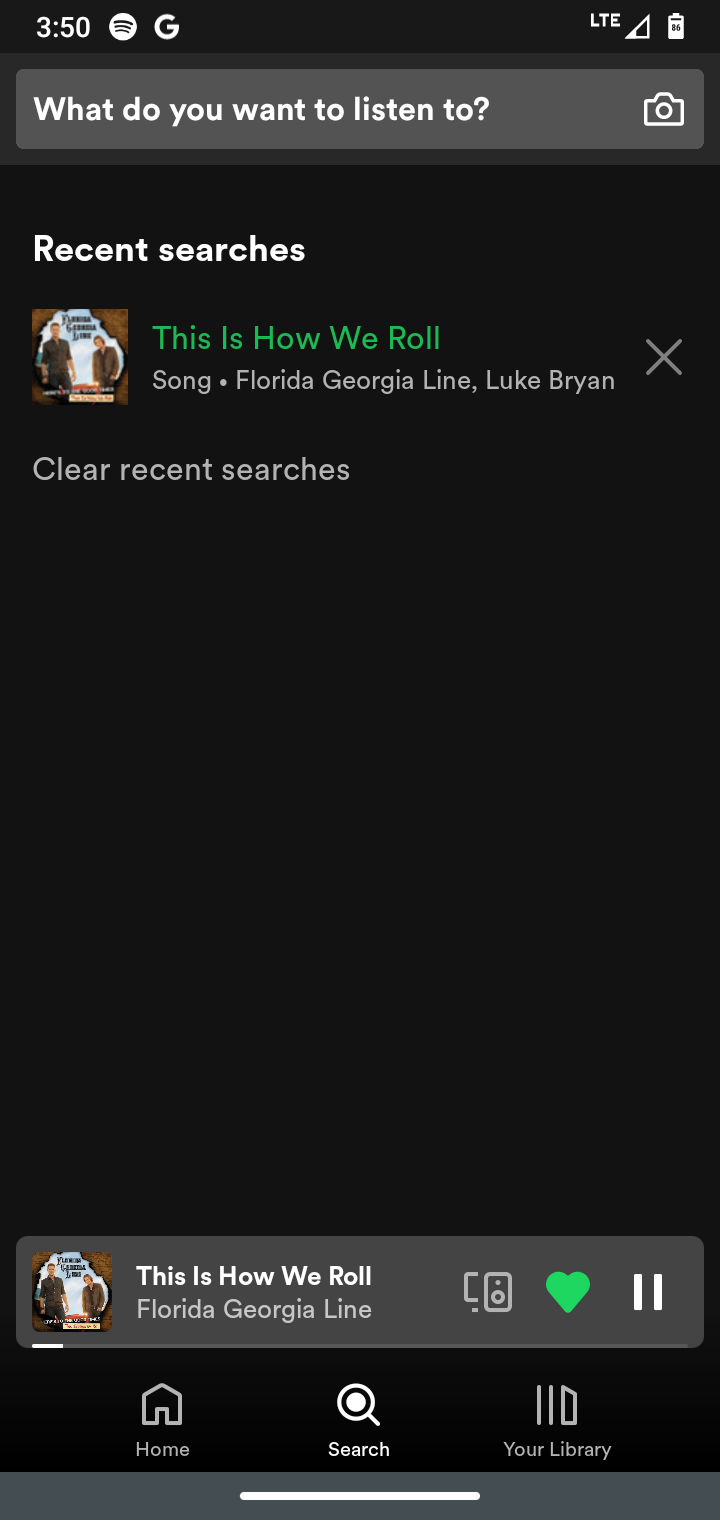 3:50
LTE
86
What do you want to listen to?
Recent searches
This Is How We Roll
Song • Florida Georgia Line, Luke Bryan
Clear recent searches
This Is How We Roll
Florida Georgia Line
Home
Search
Your Library